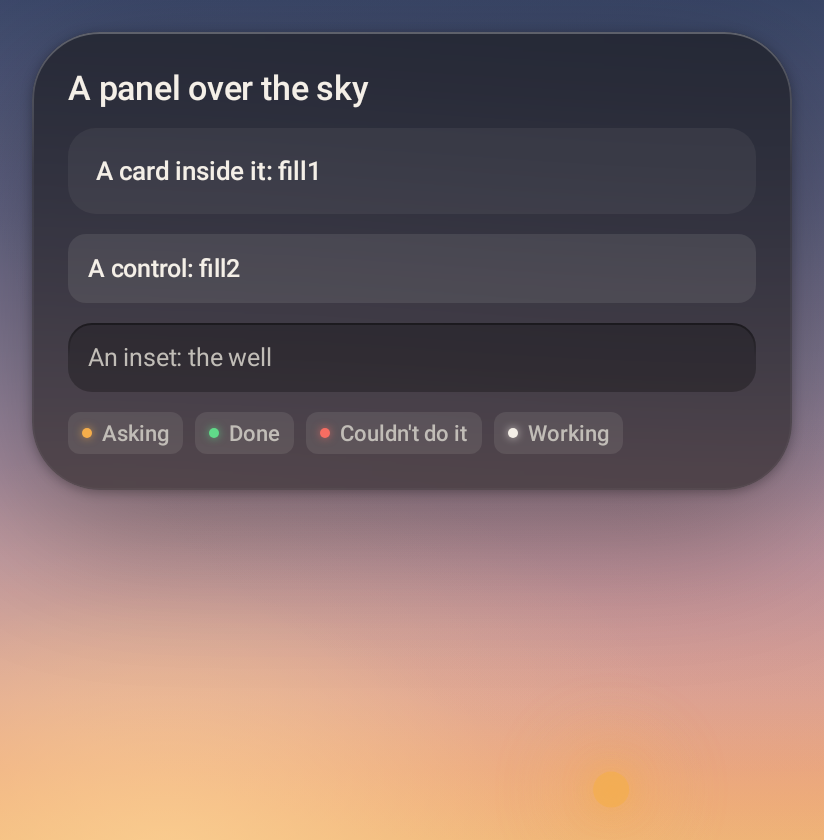 A panel over the sky
A card inside it: fill1
A control: fill2
An inset: the well
Asking Done Couldn't do it Working